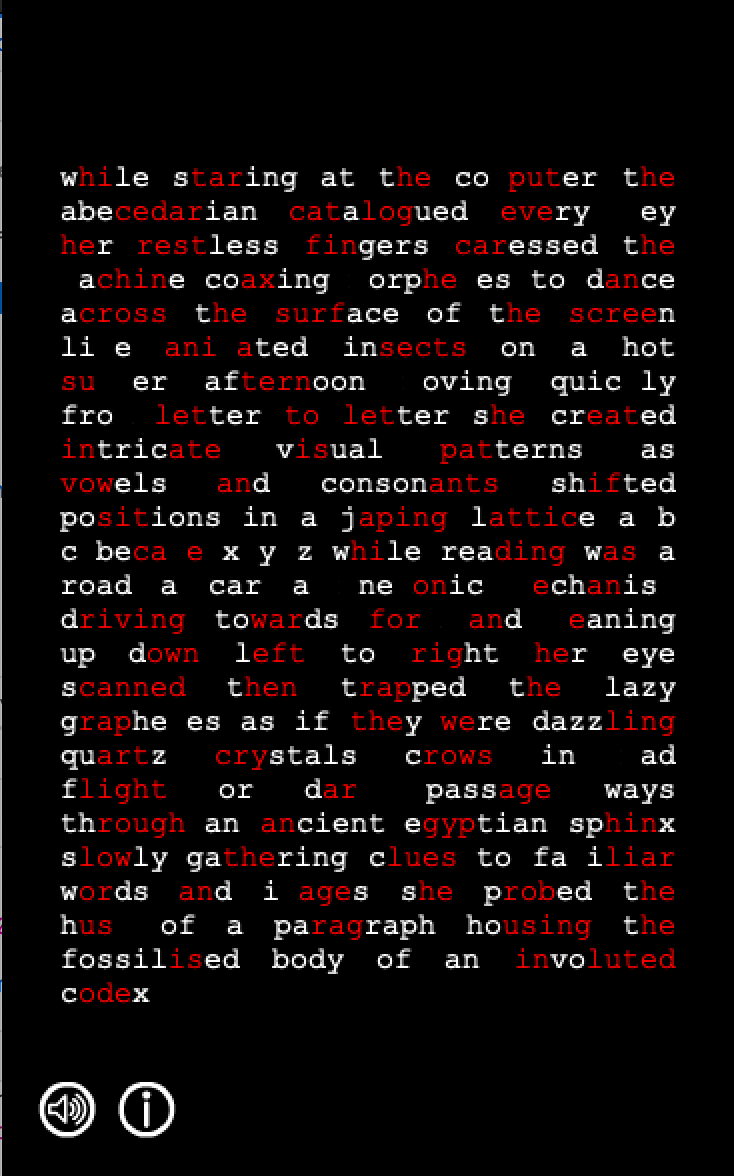 while staring at the co puter the
abecedarian catalogued every ey
her restless fingers caressed the
achine coaxing orphe es to dance
across the surface of the screen
li e ani ated insects on a hot
su er afternoon oving quic ly
fro letter to letter she created
intricate visual patterns as
vowels and consonants shifted
positions in a japing lattice a b
c beca e x y z while reading was a
road a car a ne onic echanis
driving towards for and eaning
up down left to right her eye
scanned then trapped the lazy
graphe es as if they were dazzling
quartz crystals crows in ad
flight or dar passage ways
through an ancient egyptian sphinx
slowly gathering clues to fa iliar
words and i ages she probed the
hus of a paragraph housing the
fossilised body of an involuted
codex